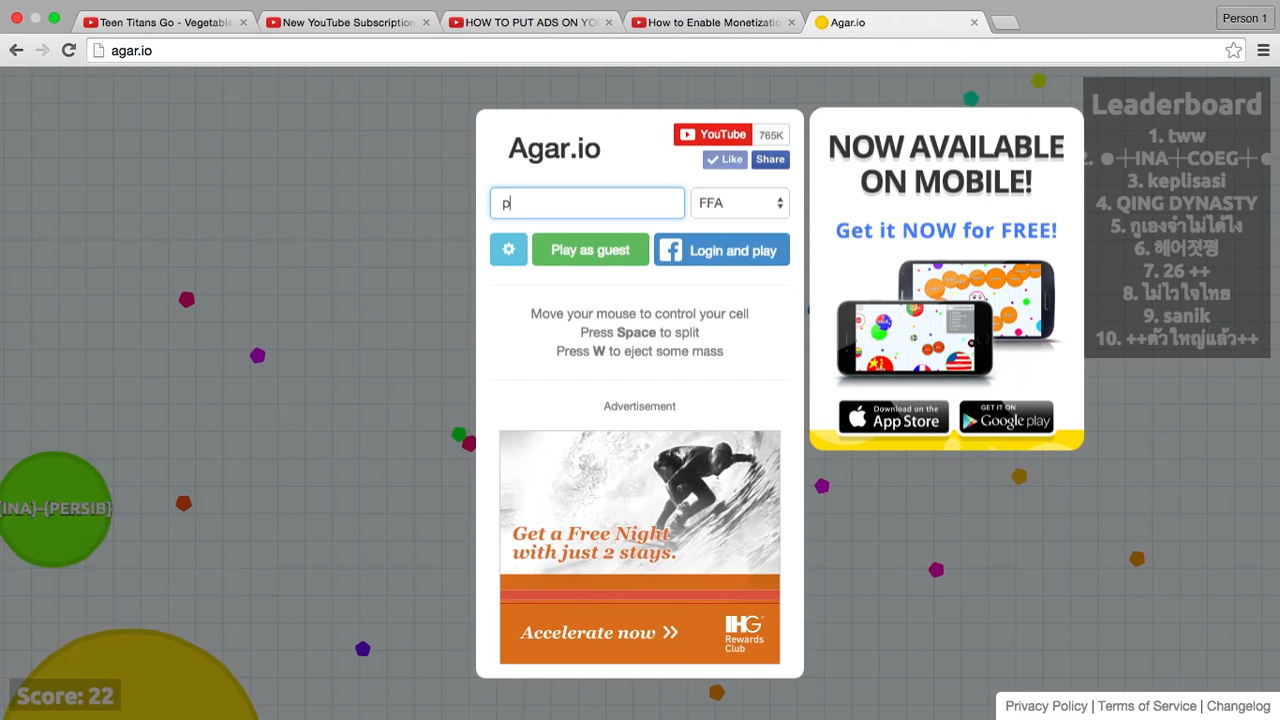 Teen Titans Go - Vegetabl
New YouTube Subscription
HOW TO PUT ADS ON YO
How to Enable Monetizatio
Agar.io
Person 1
agar.io
Agar.io
YouTube 765K
Like Share
p FFA
Play as guest Login and play
Move your mouse to control your cell
Press Space to split
Press W to eject some mass
Advertisement
Get a Free Night
with just 2 stays.
Accelerate now
IHG
Rewards
Club
NOW AVAILABLE
ON MOBILE!
Get it NOW for FREE!
Download on the
App Store
GET IT ON
Google play
Leaderboard
1. tww
2. ●┼INA┼COEG┼●
3. keplisasi
4. QING DYNASTY
5. กูเองจำไม่ได้ไง
6. 헤어젓쪙
7. 26 ++
8. ไม่ไวใจไทย
9. sanik
10. ++ตัวใหญ่แล้ว++
{INA}-{PERSIB}
Score: 22
Privacy Policy | Terms of Service | Changelog